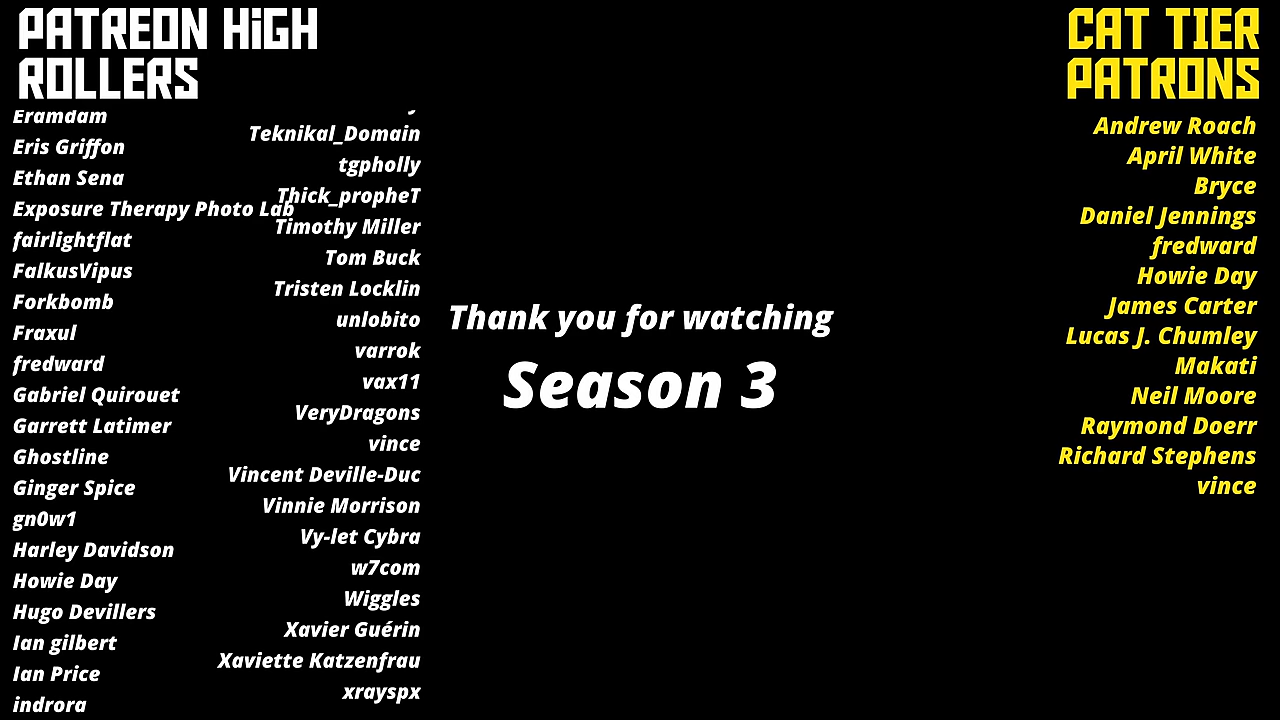 PATREON HiGH
ROLLERS
Eramdam
Eris Griffon
Ethan Sena
Exposure Therapy Photo Lab
fairlightflat
FalkusVipus
Forkbomb
Fraxul
fredward
Gabriel Quirouet
Garrett Latimer
Ghostline
Ginger Spice
gn0w1
Harley Davidson
Howie Day
Hugo Devillers
Ian gilbert
Ian Price
indrora
Teknikal_Domain
tgpholly
Thick_propheT
Timothy Miller
Tom Buck
Tristen Locklin
unlobito
varrok
vax11
VeryDragons
vince
Vincent Deville-Duc
Vinnie Morrison
Vy-let Cybra
w7com
Wiggles
Xavier Guérin
Xaviette Katzenfrau
xrayspx
Thank you for watching
Season 3
CAT TIER
PATRONS
Andrew Roach
April White
Bryce
Daniel Jennings
fredward
Howie Day
James Carter
Lucas J. Chumley
Makati
Neil Moore
Raymond Doerr
Richard Stephens
vince